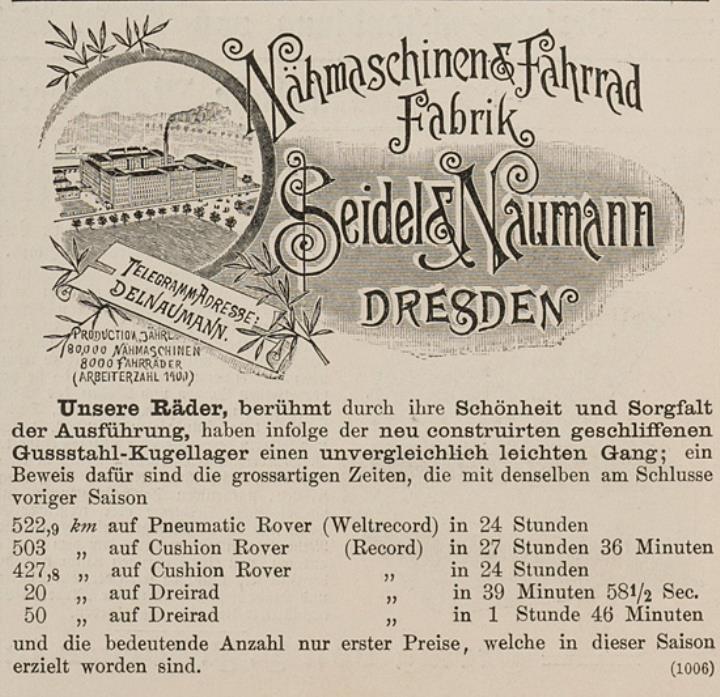 Nähmaschinen & Fahrrad
Fabrik
Seidel & Naumann
DRESDEN
TELEGRAMMADRESSE:
DELNAUMANN.
PRODUCTION JÄHRL.
80,000 NÄHMASCHINEN
8000 FAHRRÄDER
(ARBEITERZAHL 1400)
Unsere Räder, berühmt durch ihre Schönheit und Sorgfalt
der Ausführung, haben infolge der neu construirten geschliffenen
Gussstahl-Kugellager einen unvergleichlich leichten Gang; ein
Beweis dafür sind die grossartigen Zeiten, die mit denselben am Schlusse
voriger Saison
522,9 km auf Pneumatic Rover (Weltrecord) in 24 Stunden
503 „ auf Cushion Rover (Record) in 27 Stunden 36 Minuten
427,8 „ auf Cushion Rover „ in 24 Stunden
20 „ auf Dreirad „ in 39 Minuten 58 1/2 Sec.
50 „ auf Dreirad „ in 1 Stunde 46 Minuten
und die bedeutende Anzahl nur erster Preise, welche in dieser Saison
erzielt worden sind. (1006)